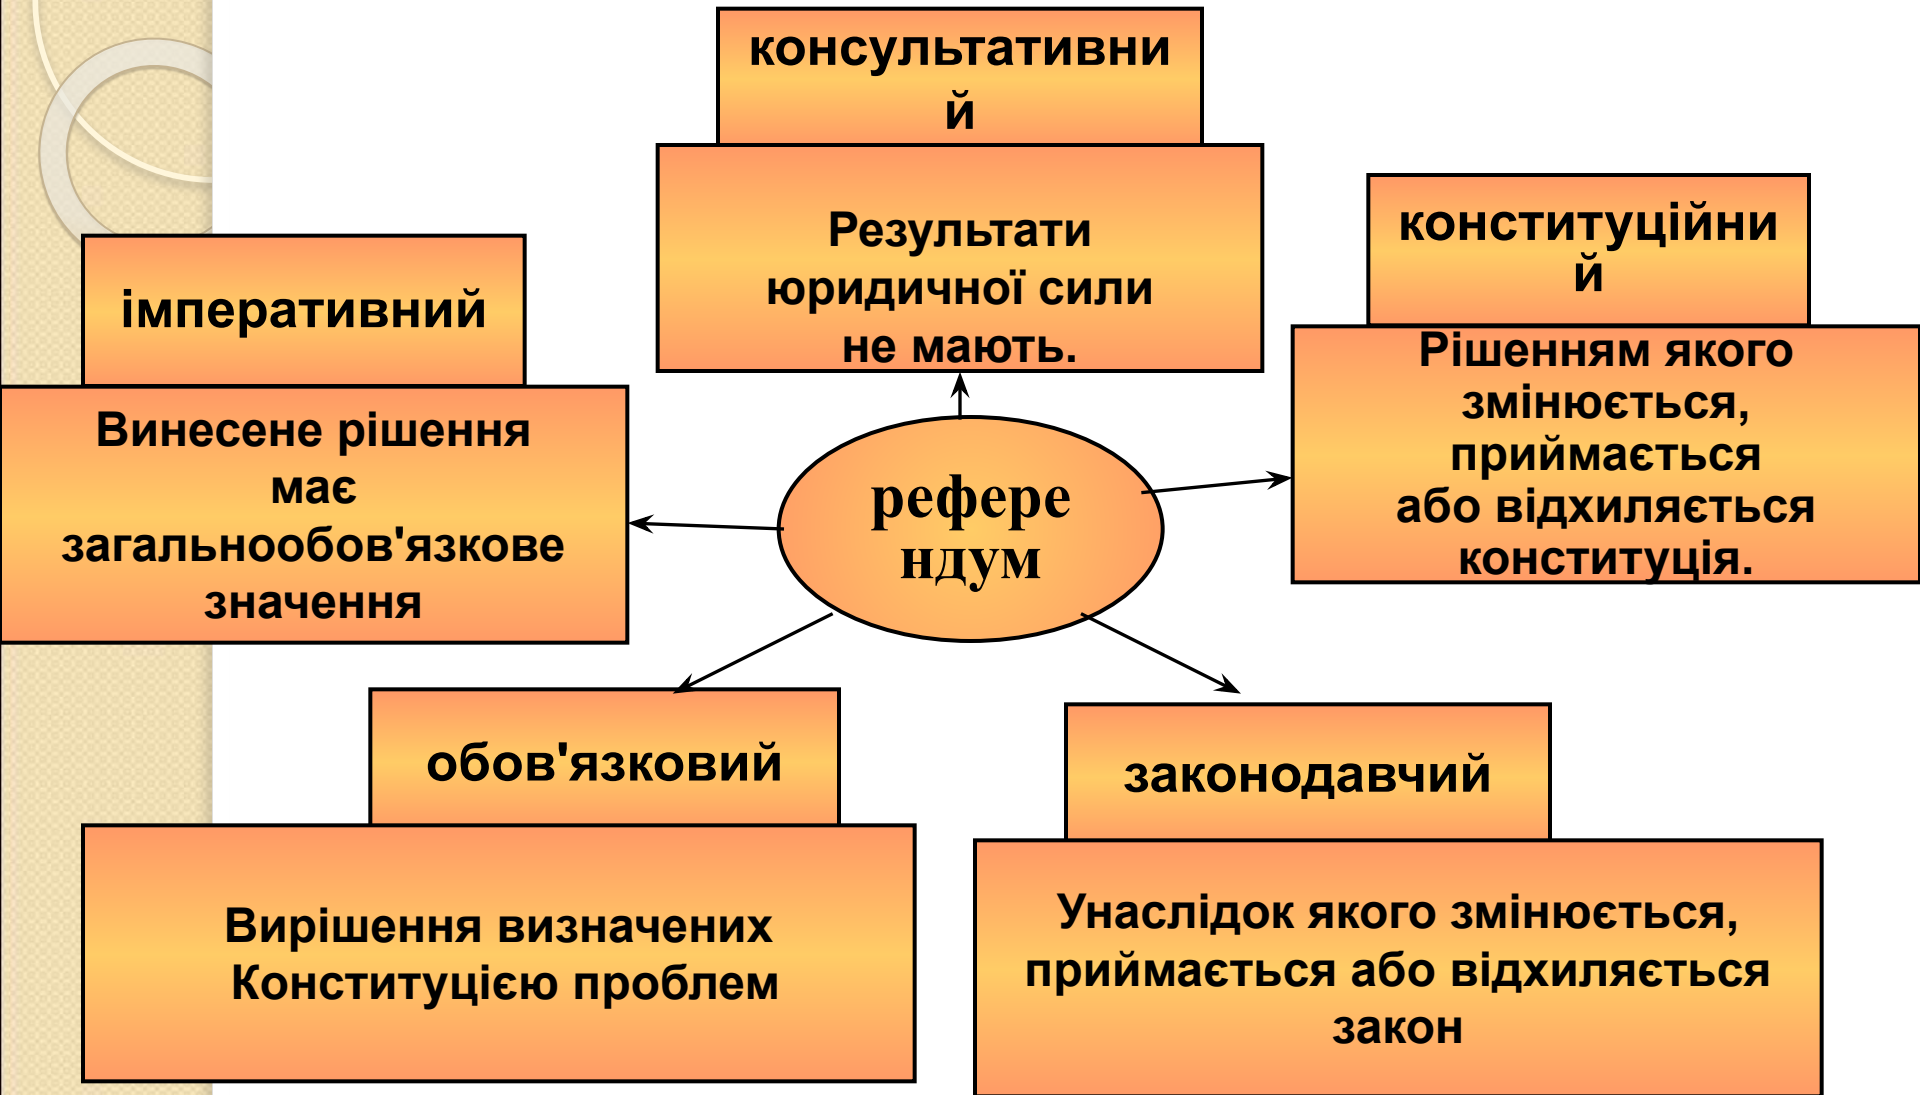 консультативни
й
Результати
юридичної сили
не мають.
конституційни
й
Рішенням якого
змінюється,
приймається
або відхиляється
конституція.
імперативний
Винесене рішення
має
загальнообов'язкове
значення
рефере
ндум
обов'язковий
Вирішення визначених
Конституцією проблем
законодавчий
Унаслідок якого змінюється,
приймається або відхиляється
закон